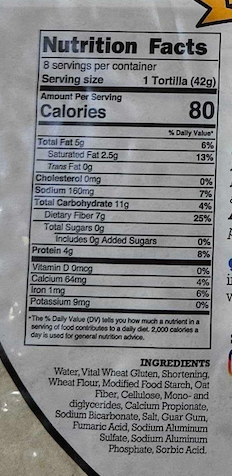 Nutrition Facts
8 servings per container
Serving size 1 Tortilla (42g)
Amount Per Serving
Calories 80
% Daily Value*
Total Fat 5g 6%
Saturated Fat 2.5g 13%
Trans Fat 0g
Cholesterol 0mg 0%
Sodium 160mg 7%
Total Carbohydrate 11g 4%
Dietary Fiber 7g 25%
Total Sugars 0g
Includes 0g Added Sugars 0%
Protein 4g 8%
Vitamin D 0mcg 0%
Calcium 64mg 4%
Iron 1mg 6%
Potassium 9mg 0%
*The % Daily Value (DV) tells you how much a nutrient in a
serving of food contributes to a daily diet. 2,000 calories a
day is used for general nutrition advice.
INGREDIENTS
Water, Vital Wheat Gluten, Shortening,
Wheat Flour, Modified Food Starch, Oat
Fiber, Cellulose, Mono- and
diglycerides, Calcium Propionate,
Sodium Bicarbonate, Salt, Guar Gum,
Fumaric Acid, Sodium Aluminum
Sulfate, Sodium Aluminum
Phosphate, Sorbic Acid.